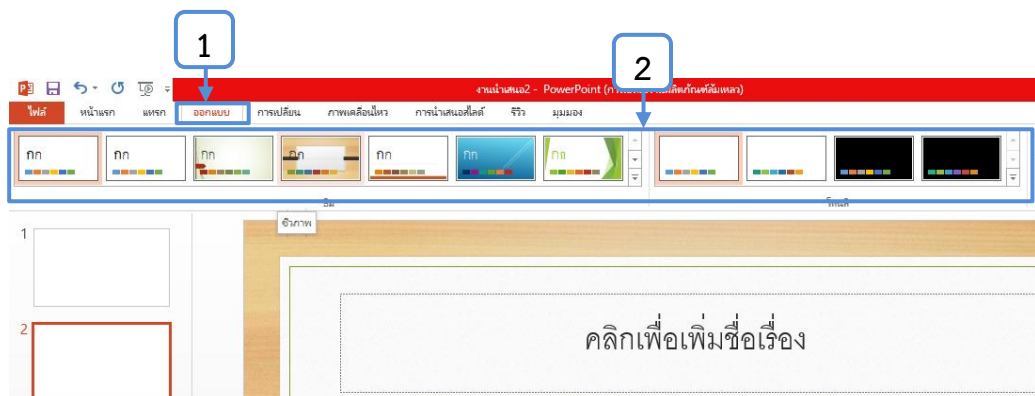 1
2
งานนำเสนอ2 - PowerPoint
ไฟล์ หน้าแรก แทรก ออกแบบ การเปลี่ยน ภาพเคลื่อนไหว การนำเสนอสไลด์ รีวิว มุมมอง
กก กก กก กก กก กก กก
ชีวภาพ
1
2
คลิกเพื่อเพิ่มชื่อเรื่อง